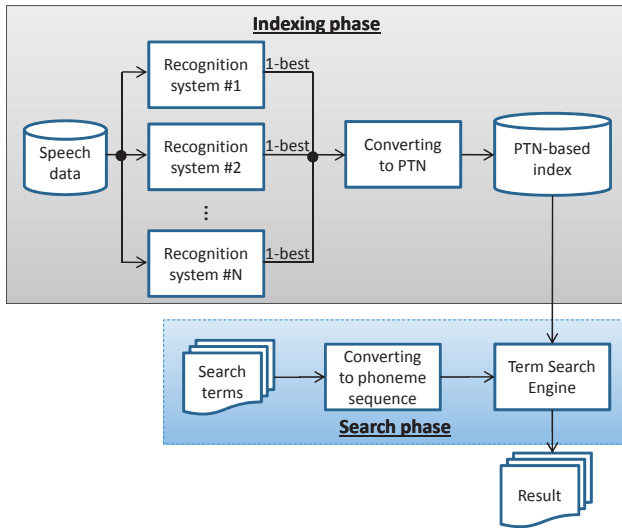 Indexing phase
Recognition
system #1
1-best
Speech
data
Recognition
system #2
1-best
⋮
Recognition
system #N
1-best
Converting
to PTN
PTN-based
index
Search
terms
Converting
to phoneme
sequence
Term Search
Engine
Search phase
Result